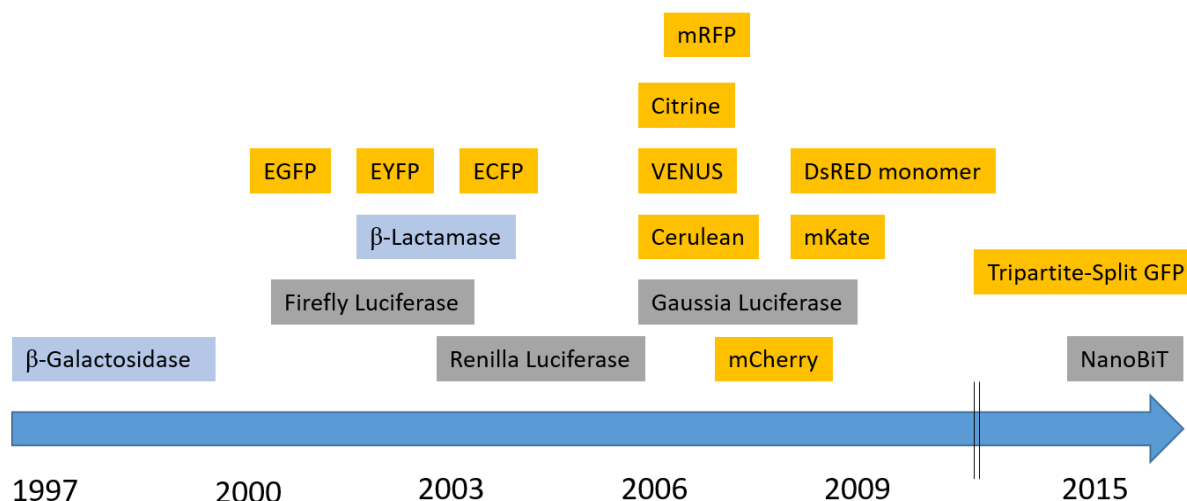 mRFP
Citrine
EGFP EYFP ECFP VENUS DsRED monomer
β-Lactamase Cerulean mKate
Tripartite-Split GFP
Firefly Luciferase Gaussia Luciferase
β-Galactosidase Renilla Luciferase mCherry NanoBiT
1997 2000 2003 2006 2009 2015